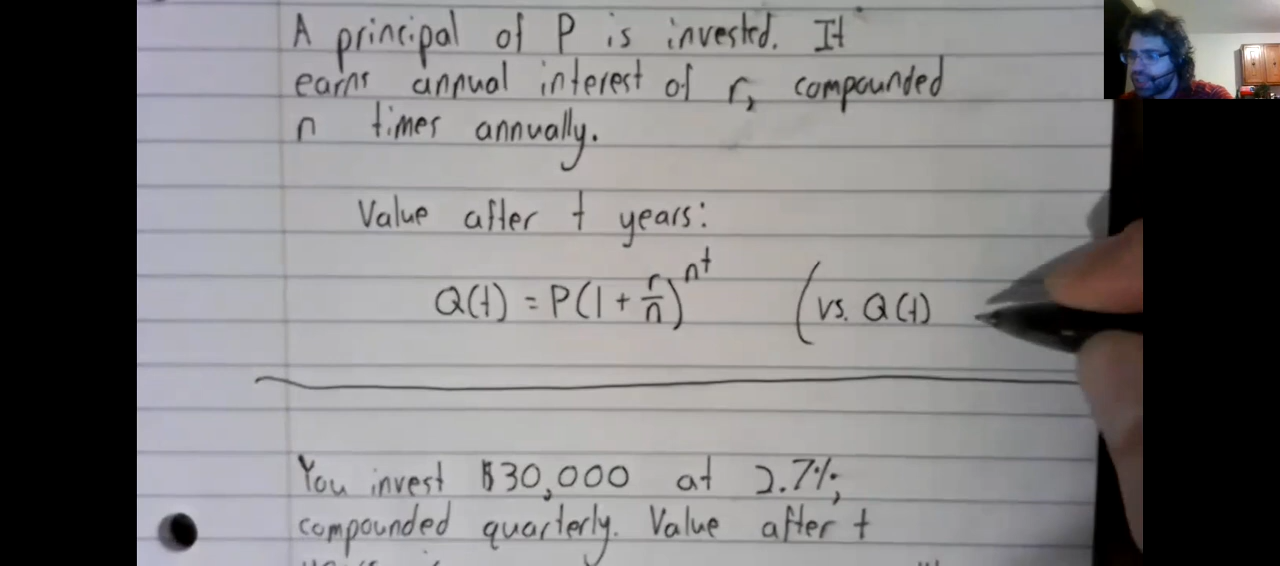 A principal of P is invested. It
earns annual interest of r, compounded
n times annually.
Value after t years:
Q(t) = P(1 + r/n)^nt (vs. Q(t)
You invest $30,000 at 2.7%,
compounded quarterly. Value after t